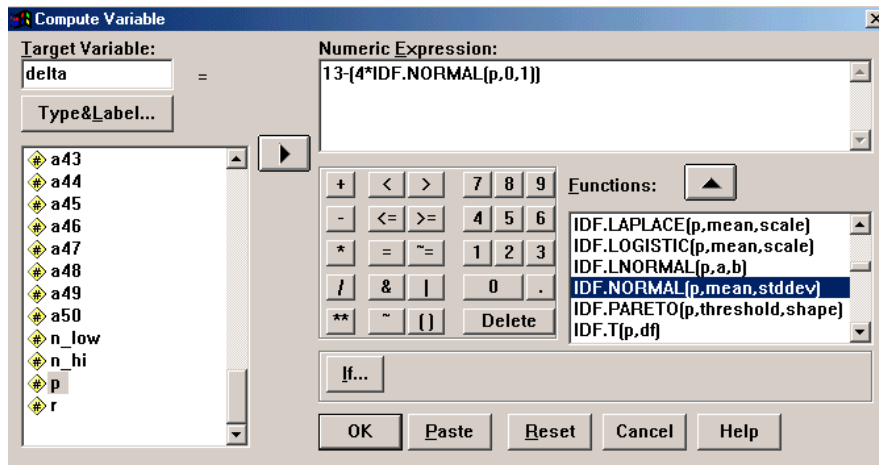 Compute Variable
Target Variable:
delta
=
Type&Label...
Numeric Expression:
13-(4*IDF.NORMAL(p,0,1))
a43
a44
a45
a46
a47
a48
a49
a50
n_low
n_hi
p
r
+ < > 7 8 9
- <= >= 4 5 6
* = ~= 1 2 3
/ & | 0 .
** ~ () Delete
Functions:
IDF.LAPLACE(p,mean,scale)
IDF.LOGISTIC(p,mean,scale)
IDF.LNORMAL(p,a,b)
IDF.NORMAL(p,mean,stddev)
IDF.PARETO(p,threshold,shape)
IDF.T(p,df)
If...
OK Paste Reset Cancel Help